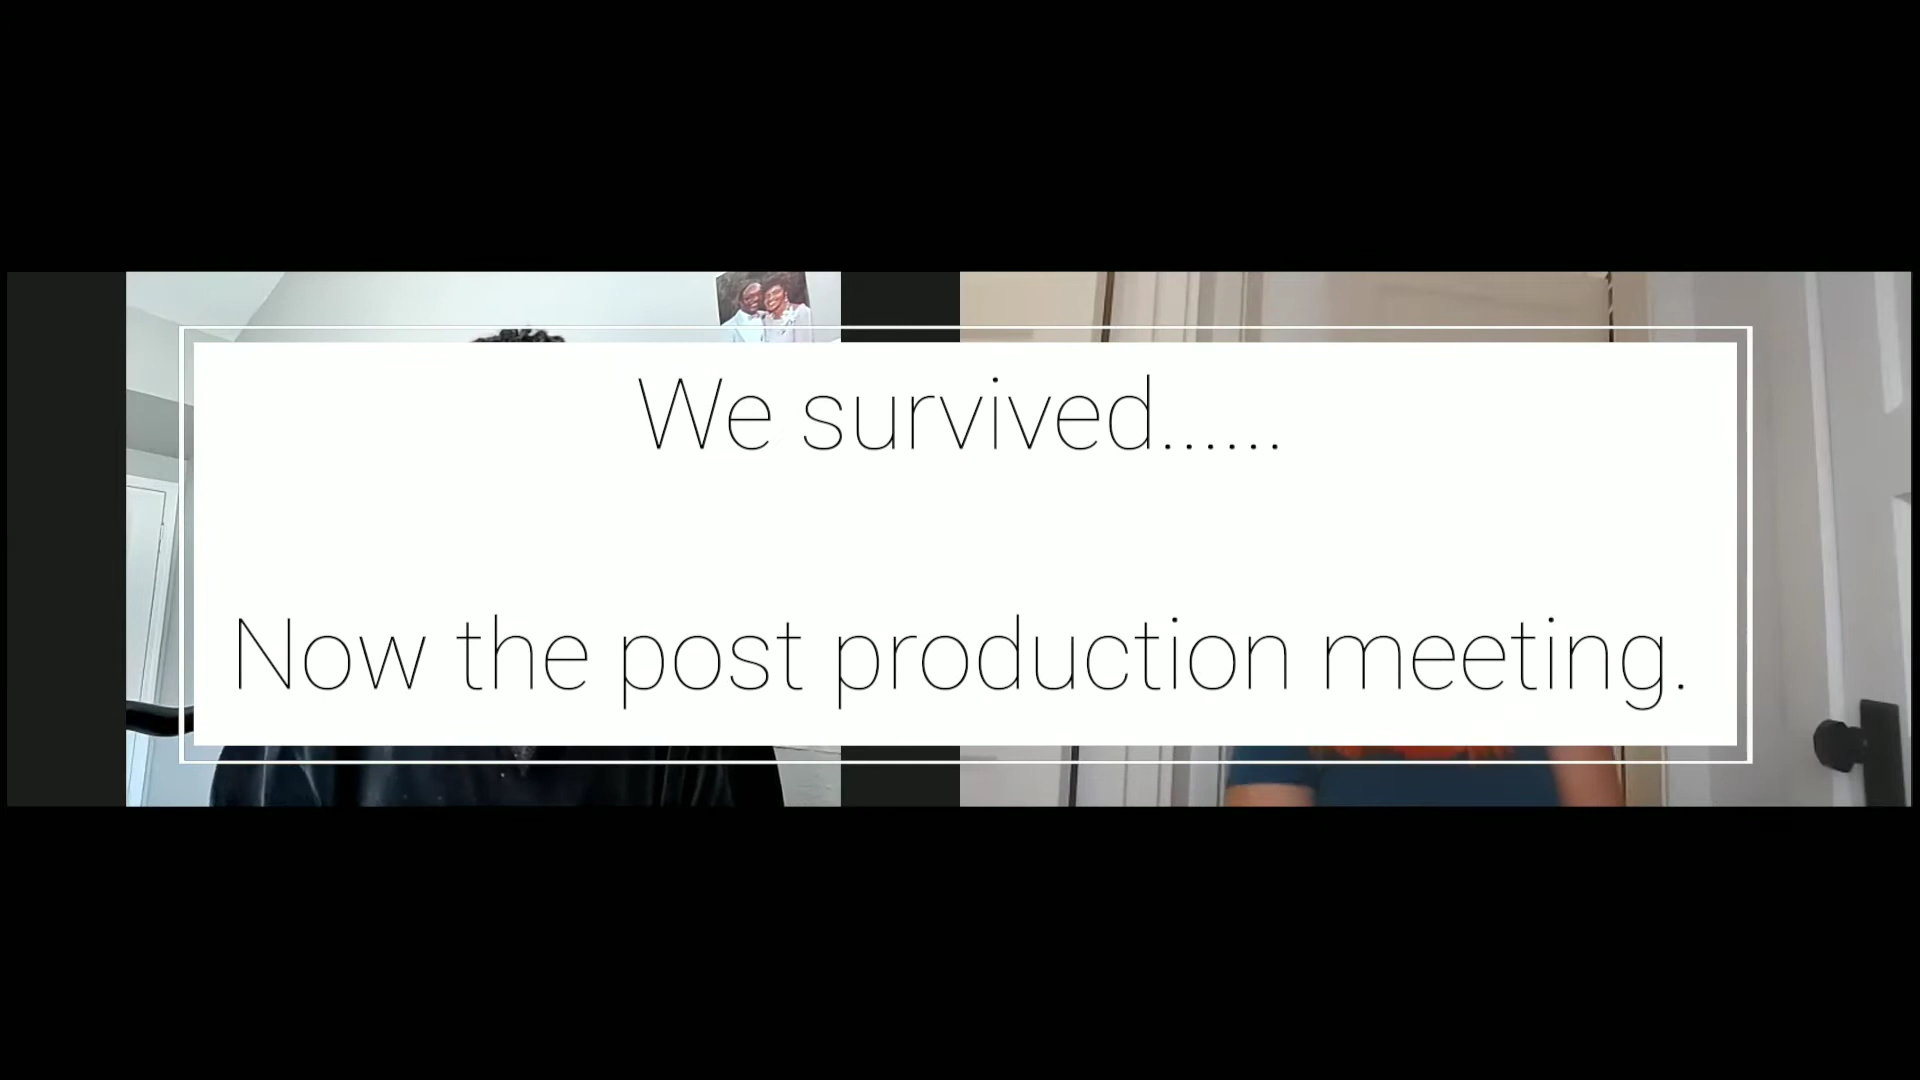 We survived......
Now the post production meeting.